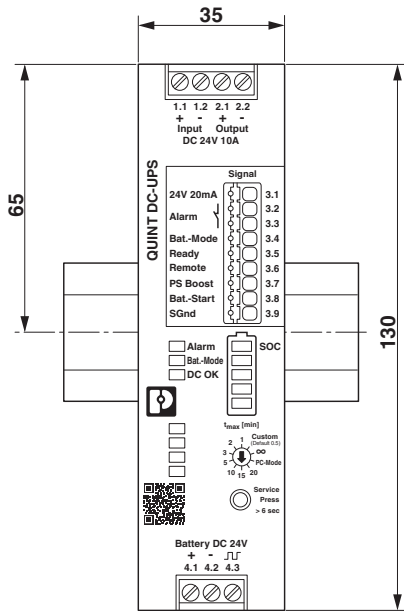 35
65
130
1.1 1.2 2.1 2.2
+ - + -
Input Output
DC 24V 10A
QUINT DC-UPS
Signal
24V 20mA 3.1
Alarm 3.2
3.3
Bat.-Mode 3.4
Ready 3.5
Remote 3.6
PS Boost 3.7
Bat.-Start 3.8
SGnd 3.9
Alarm SOC
Bat.-Mode
DC OK
tmax [min]
Custom
(Default 0.5)
1
2
3
5
10
15
20
∞
PC-Mode
Service
Press
> 6 sec
Battery DC 24V
+ -
4.1 4.2 4.3